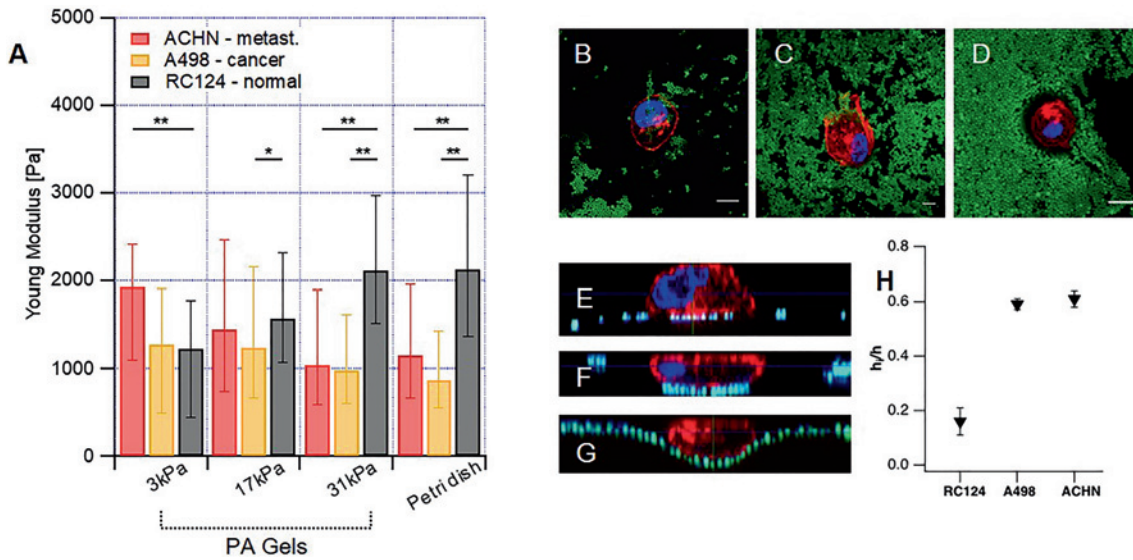 A
Young Modulus [Pa]
5000
4000
3000
2000
1000
0
ACHN - metast.
A498 - cancer
RC124 - normal
**
*
**
**
**
**
3kPa
17kPa
31kPa
Petri dish
PA Gels
B
C
D
E
F
G
H
hᵢ/h
0.8
0.6
0.4
0.2
0.0
RC124
A498
ACHN